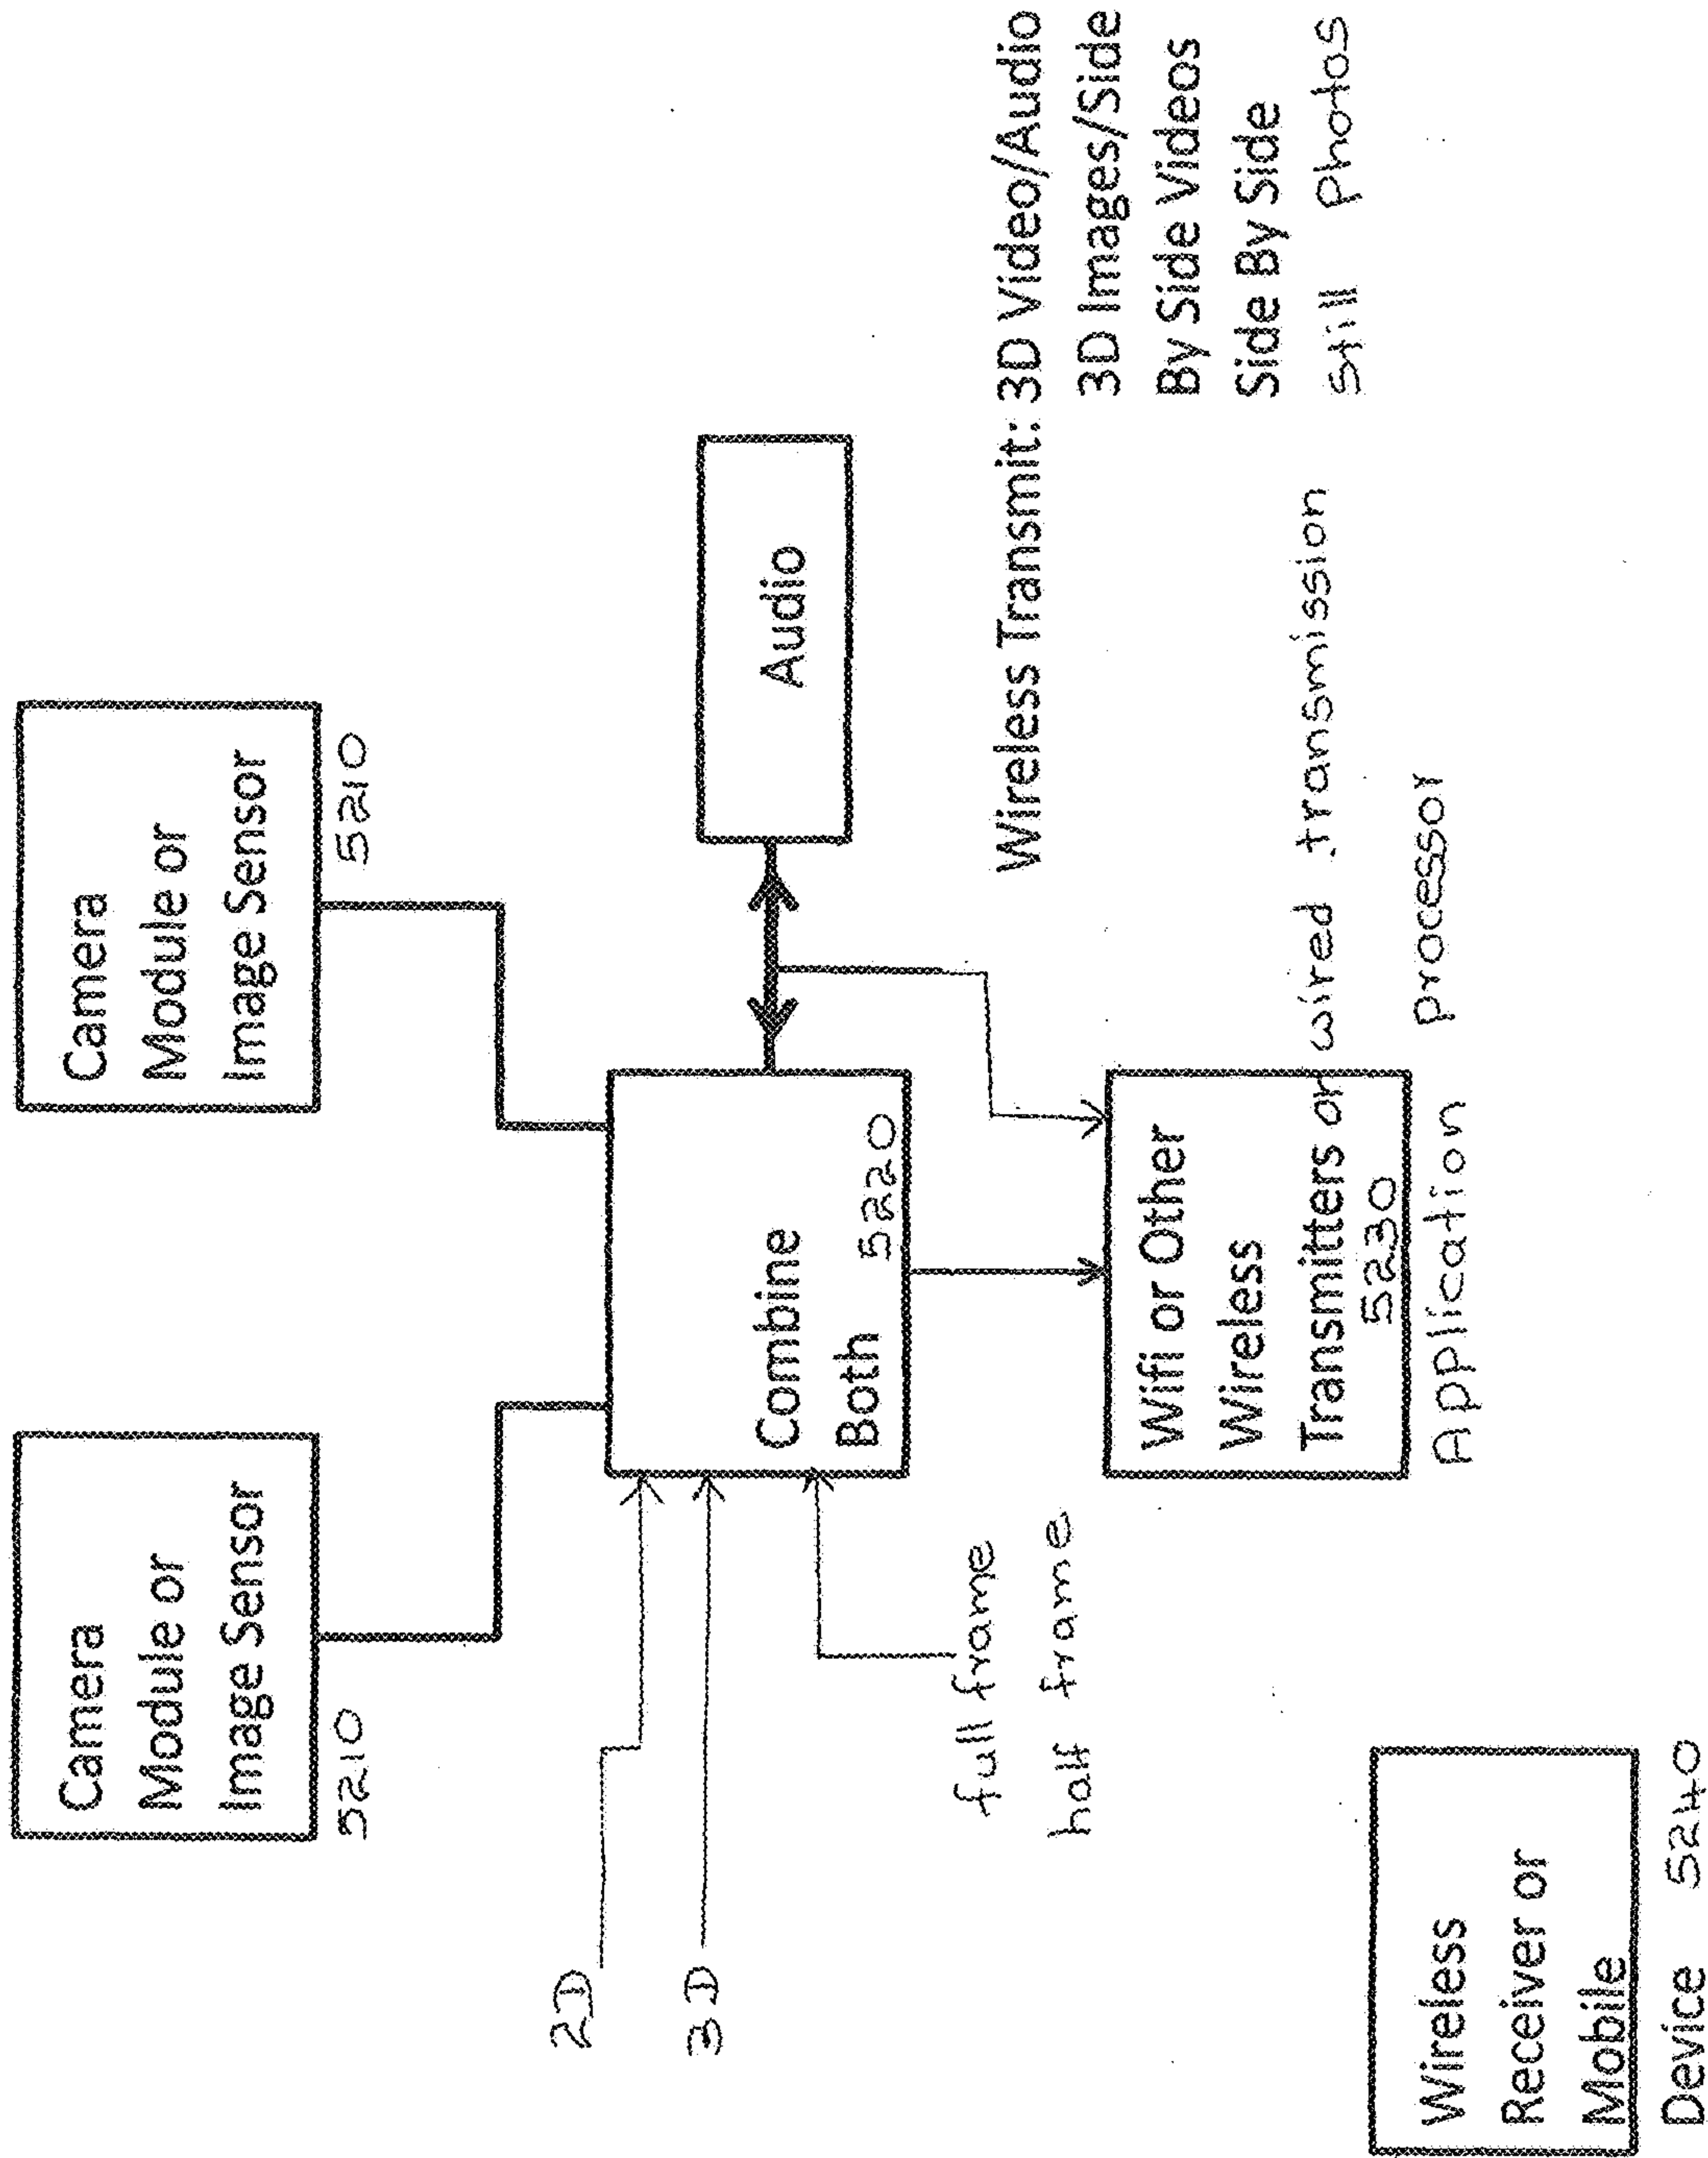 Camera
Module or
Image Sensor
5210
Camera
Module or
Image Sensor
5210
2D
3D
Combine
Both
5220
Audio
full frame
half frame
Wifi or Other
Wireless
Transmitters or wired transmission
5230
Application processor
Wireless Transmit: 3D Video/Audio
3D Images/Side
By Side Videos
Side By Side
Still Photos
Wireless
Receiver or
Mobile
Device 5240